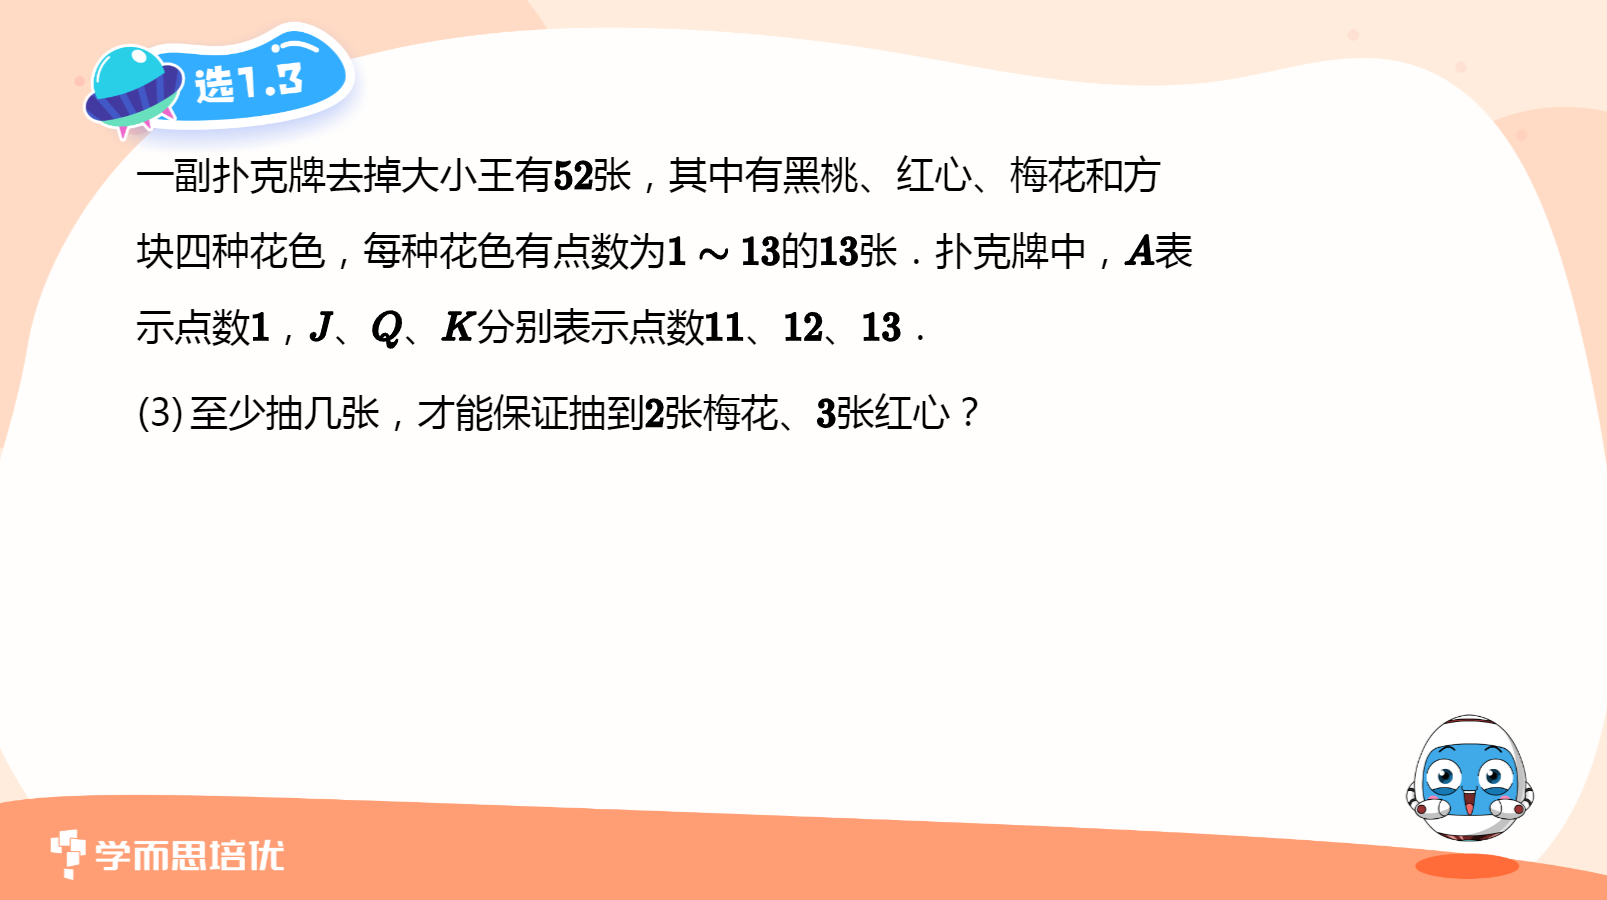 选1.3
一副扑克牌去掉大小王有52张，其中有黑桃、红心、梅花和方
块四种花色，每种花色有点数为1～13的13张．扑克牌中，A表
示点数1，J、Q、K分别表示点数11、12、13．
(3) 至少抽几张，才能保证抽到2张梅花、3张红心？
学而思培优